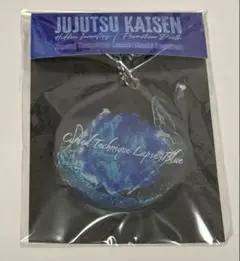 JUJUTSU KAISEN
Hidden Inventory / Premature Death
Cursed Technique Lapse: Blue